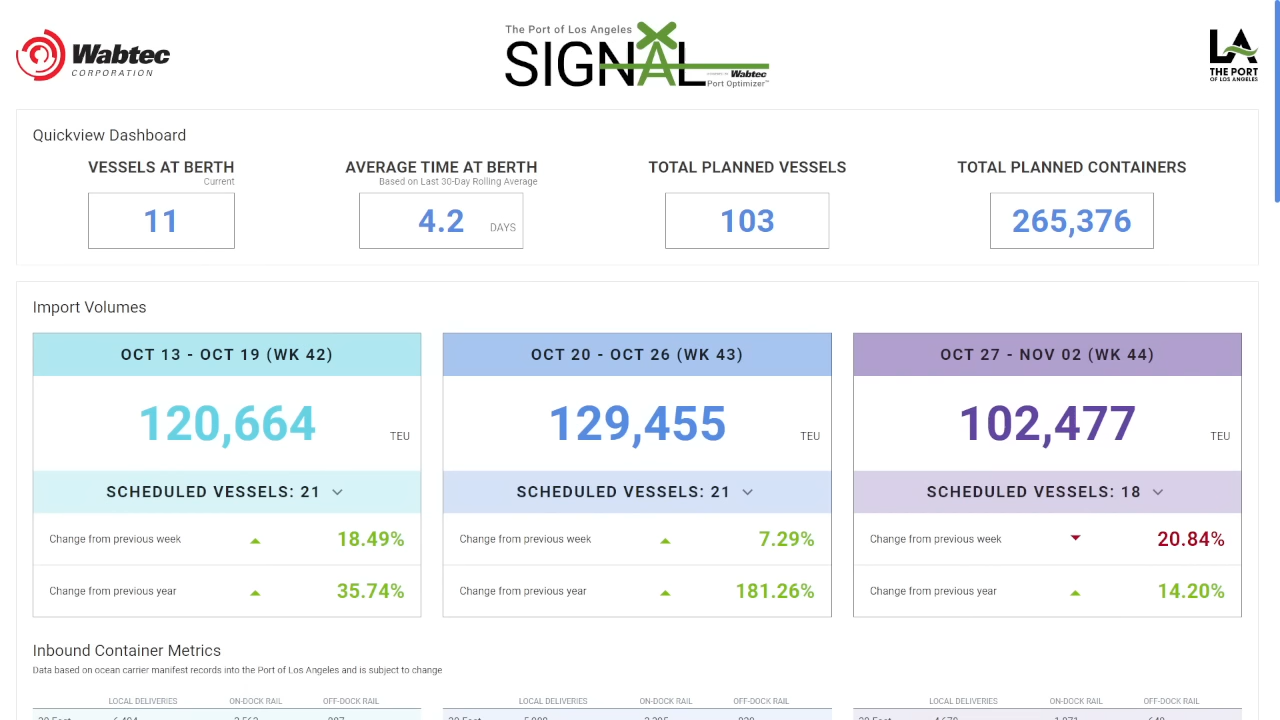 Wabtec
CORPORATION
The Port of Los Angeles
SIGNAL
Wabtec
Port Optimizer™
LA
THE PORT
OF LOS ANGELES
Quickview Dashboard
VESSELS AT BERTH
Current
11
AVERAGE TIME AT BERTH
Based on Last 30-Day Rolling Average
4.2 DAYS
TOTAL PLANNED VESSELS
103
TOTAL PLANNED CONTAINERS
265,376
Import Volumes
OCT 13 - OCT 19 (WK 42)
120,664 TEU
SCHEDULED VESSELS: 21
Change from previous week 18.49%
Change from previous year 35.74%
OCT 20 - OCT 26 (WK 43)
129,455 TEU
SCHEDULED VESSELS: 21
Change from previous week 7.29%
Change from previous year 181.26%
OCT 27 - NOV 02 (WK 44)
102,477 TEU
SCHEDULED VESSELS: 18
Change from previous week 20.84%
Change from previous year 14.20%
Inbound Container Metrics
Data based on ocean carrier manifest records into the Port of Los Angeles and is subject to change
LOCAL DELIVERIES ON-DOCK RAIL OFF-DOCK RAIL
LOCAL DELIVERIES ON-DOCK RAIL OFF-DOCK RAIL
LOCAL DELIVERIES ON-DOCK RAIL OFF-DOCK RAIL